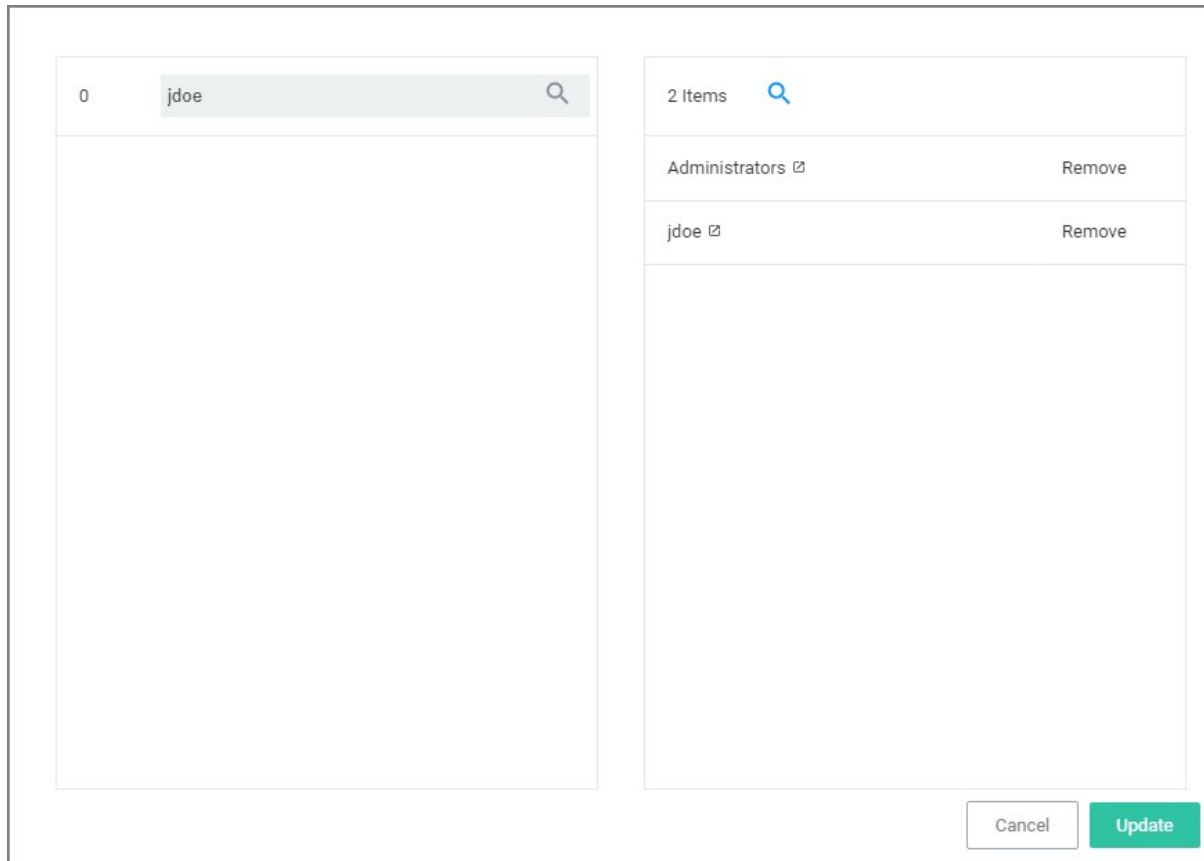 0 jdoe
2 Items
Administrators Remove
jdoe Remove
Cancel Update